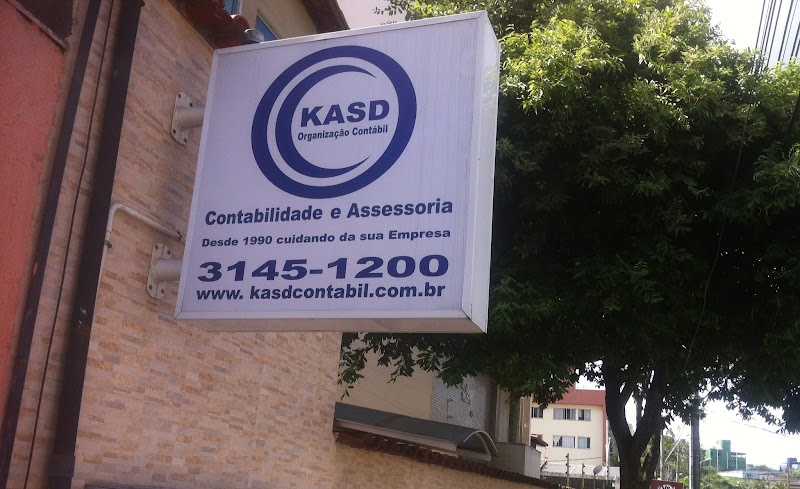 KASD
Organização Contábil
Contabilidade e Assessoria
Desde 1990 cuidando da sua Empresa
3145-1200
www. kasdcontabil.com.br